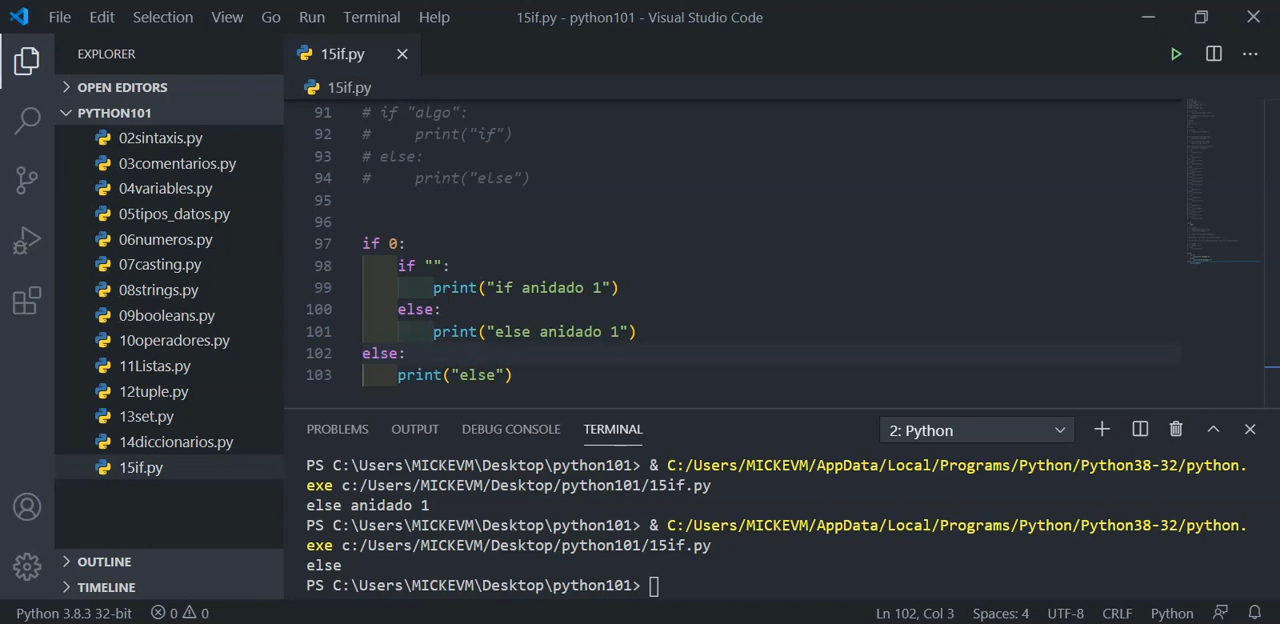 File Edit Selection View Go Run Terminal Help 15if.py - python101 - Visual Studio Code
EXPLORER
OPEN EDITORS
PYTHON101
02sintaxis.py
03comentarios.py
04variables.py
05tipos_datos.py
06numeros.py
07casting.py
08strings.py
09booleans.py
10operadores.py
11Listas.py
12tuple.py
13set.py
14diccionarios.py
15if.py
OUTLINE
TIMELINE
15if.py
15if.py
91 # if "algo":
92 #     print("if")
93 # else:
94 #     print("else")
95
96
97 if 0:
98     if "":
99         print("if anidado 1")
100     else:
101         print("else anidado 1")
102 else:
103     print("else")
PROBLEMS OUTPUT DEBUG CONSOLE TERMINAL 2: Python
PS C:\Users\MICKEVM\Desktop\python101> & C:/Users/MICKEVM/AppData/Local/Programs/Python/Python38-32/python.
exe c:/Users/MICKEVM/Desktop/python101/15if.py
else anidado 1
PS C:\Users\MICKEVM\Desktop\python101> & C:/Users/MICKEVM/AppData/Local/Programs/Python/Python38-32/python.
exe c:/Users/MICKEVM/Desktop/python101/15if.py
else
PS C:\Users\MICKEVM\Desktop\python101>
Python 3.8.3 32-bit 0 0 Ln 102, Col 3 Spaces: 4 UTF-8 CRLF Python